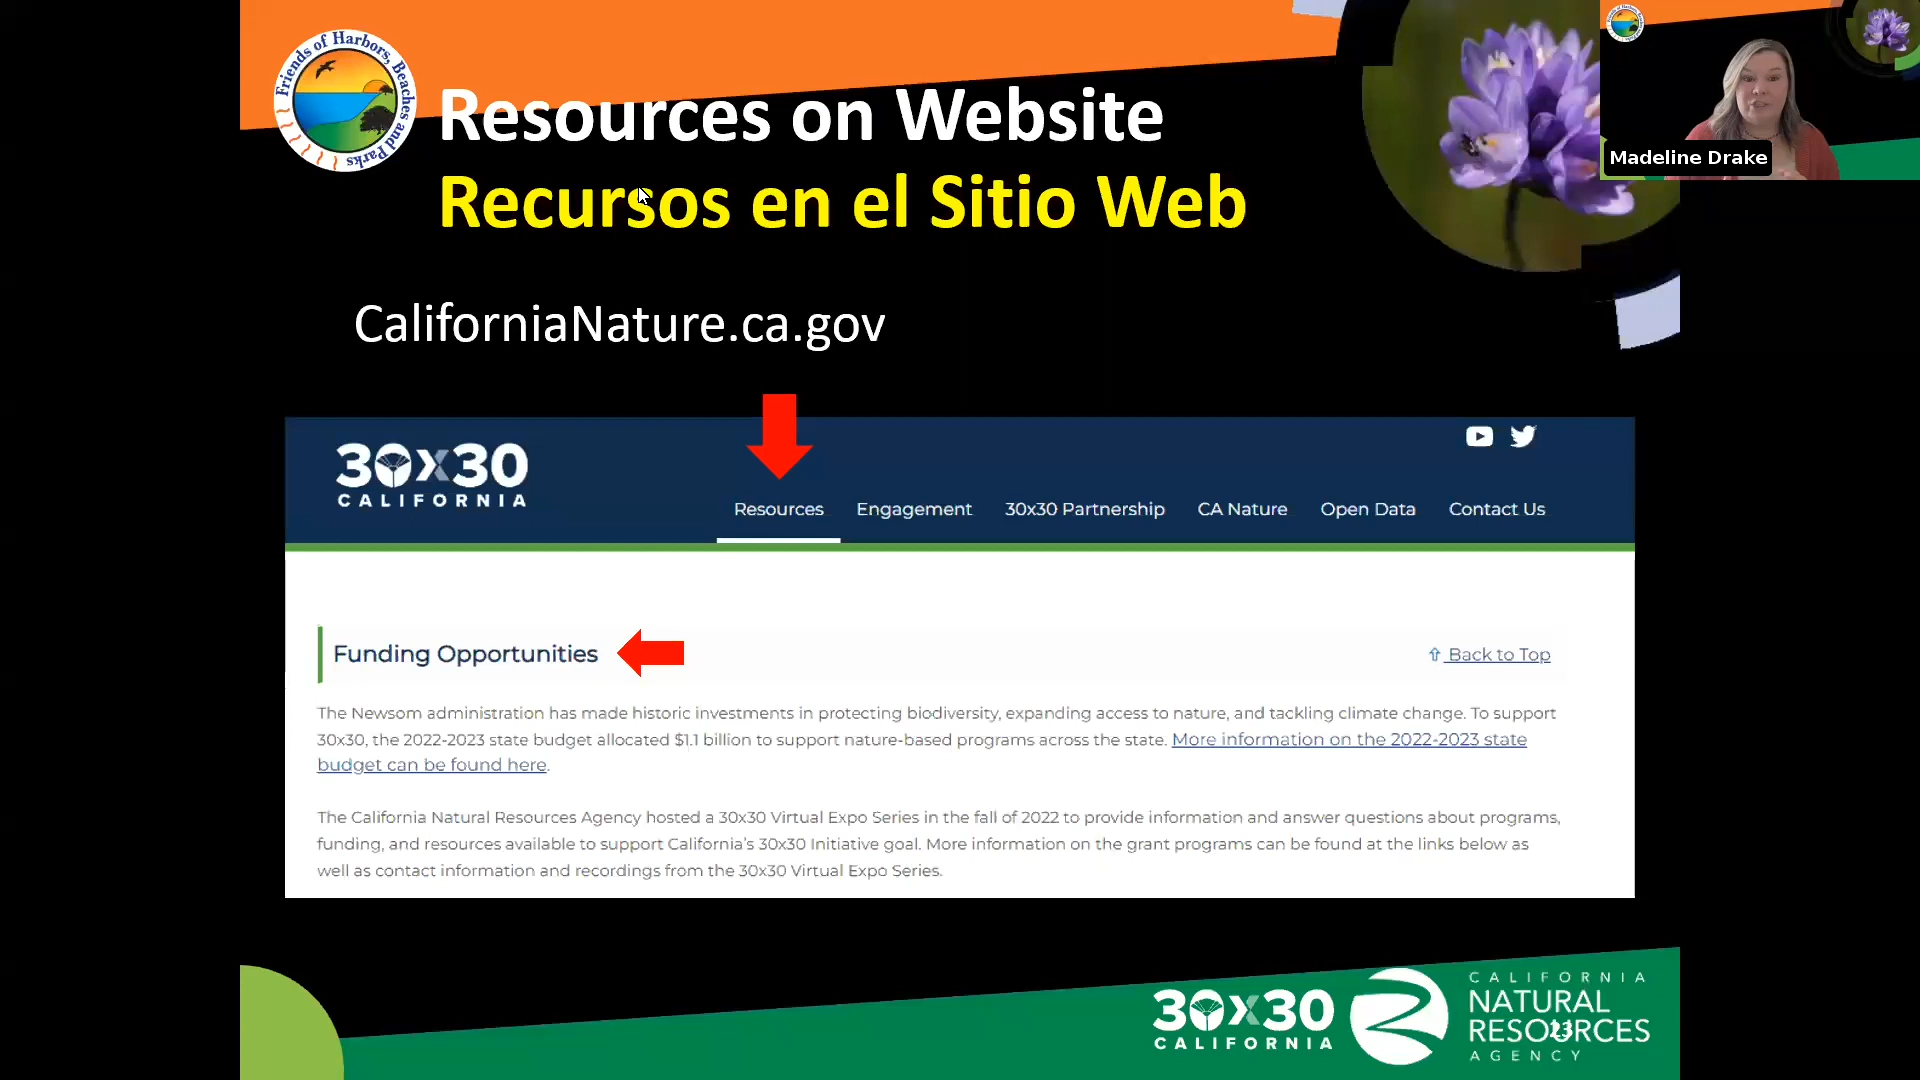 Friends of Harbors, Beaches and Parks
Resources on Website
Recursos en el Sitio Web
Madeline Drake
CaliforniaNature.ca.gov
30x30
CALIFORNIA
Resources
Engagement
30x30 Partnership
CA Nature
Open Data
Contact Us
Funding Opportunities
Back to Top
The Newsom administration has made historic investments in protecting biodiversity, expanding access to nature, and tackling climate change. To support
30x30, the 2022-2023 state budget allocated $1.1 billion to support nature-based programs across the state. More information on the 2022-2023 state
budget can be found here.
The California Natural Resources Agency hosted a 30x30 Virtual Expo Series in the fall of 2022 to provide information and answer questions about programs,
funding, and resources available to support California's 30x30 Initiative goal. More information on the grant programs can be found at the links below as
well as contact information and recordings from the 30x30 Virtual Expo Series.
30x30
CALIFORNIA
CALIFORNIA
NATURAL
RESOURCES
AGENCY
23